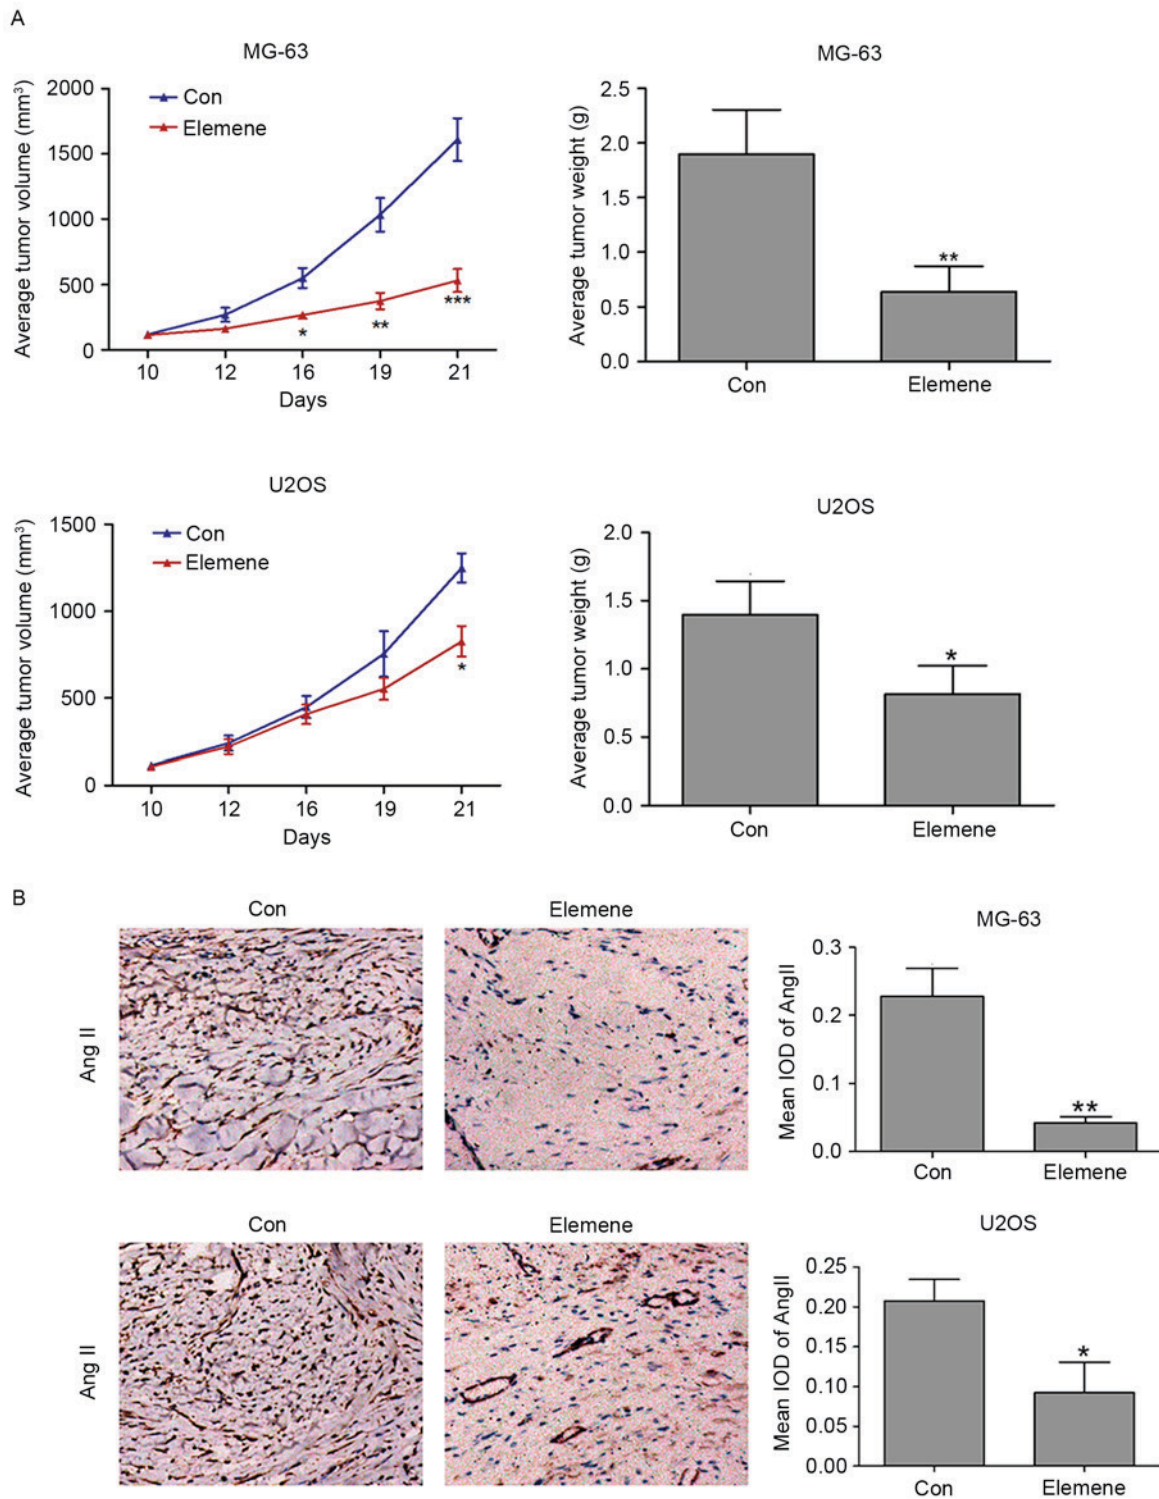 A
MG-63
Average tumor volume (mm³)
2000
1500
1000
500
0
Con
Elemene
*
**
***
10 12 16 19 21
Days
MG-63
Average tumor weight (g)
2.5
2.0
1.5
1.0
0.5
0.0
**
Con Elemene
U2OS
Average tumor volume (mm³)
1500
1000
500
0
Con
Elemene
*
10 12 16 19 21
Days
U2OS
Average tumor weight (g)
2.0
1.5
1.0
0.5
0.0
*
Con Elemene
B
Con
Elemene
Ang II
MG-63
Mean IOD of AngII
0.3
0.2
0.1
0.0
**
Con Elemene
Con
Elemene
Ang II
U2OS
Mean IOD of AngII
0.25
0.20
0.15
0.10
0.05
0.00
*
Con Elemene